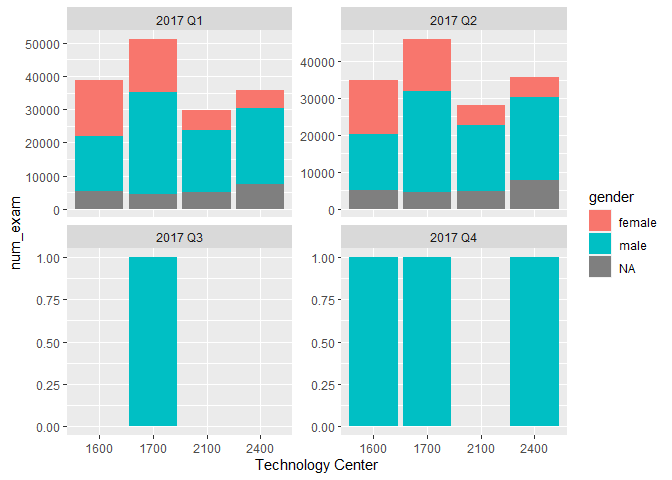 2017 Q1
2017 Q2
50000
40000
30000
20000
10000
0
40000
30000
20000
10000
0
num_exam
2017 Q3
2017 Q4
1.00
0.75
0.50
0.25
0.00
1.00
0.75
0.50
0.25
0.00
1600 1700 2100 2400
1600 1700 2100 2400
Technology Center
gender
female
male
NA